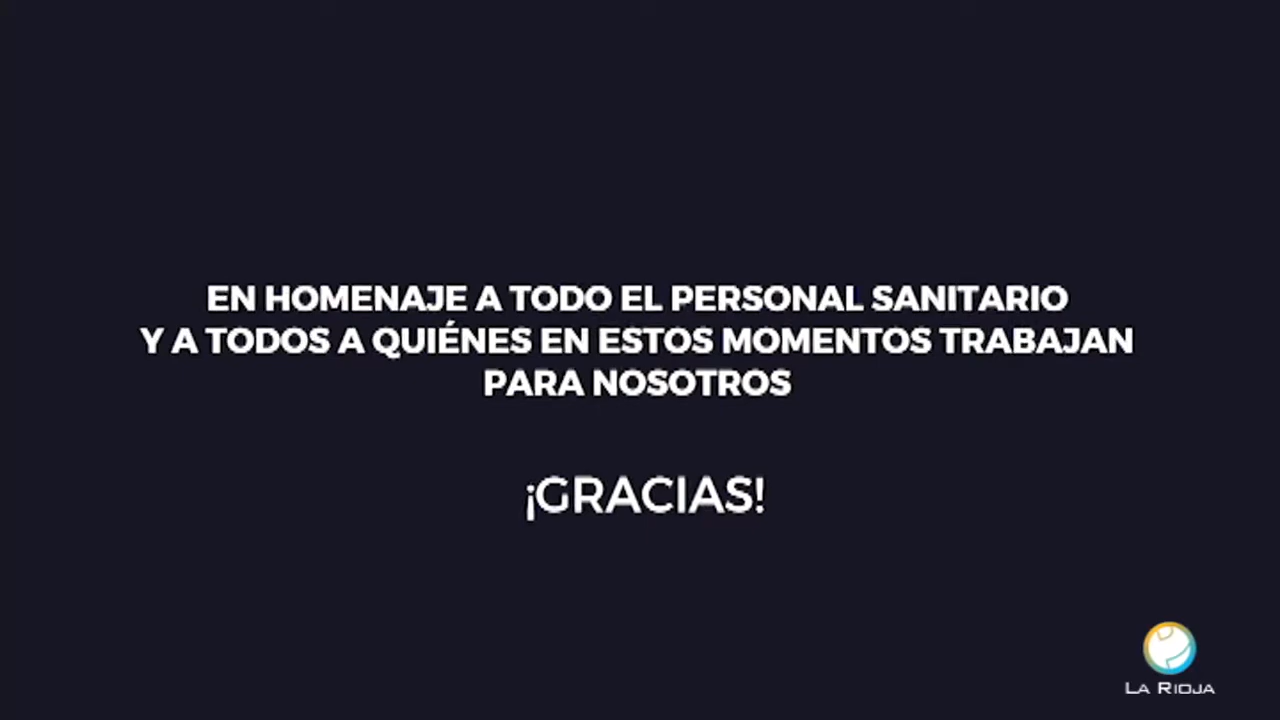 EN HOMENAJE A TODO EL PERSONAL SANITARIO
Y A TODOS A QUIÉNES EN ESTOS MOMENTOS TRABAJAN
PARA NOSOTROS
¡GRACIAS!
LA RIOJA